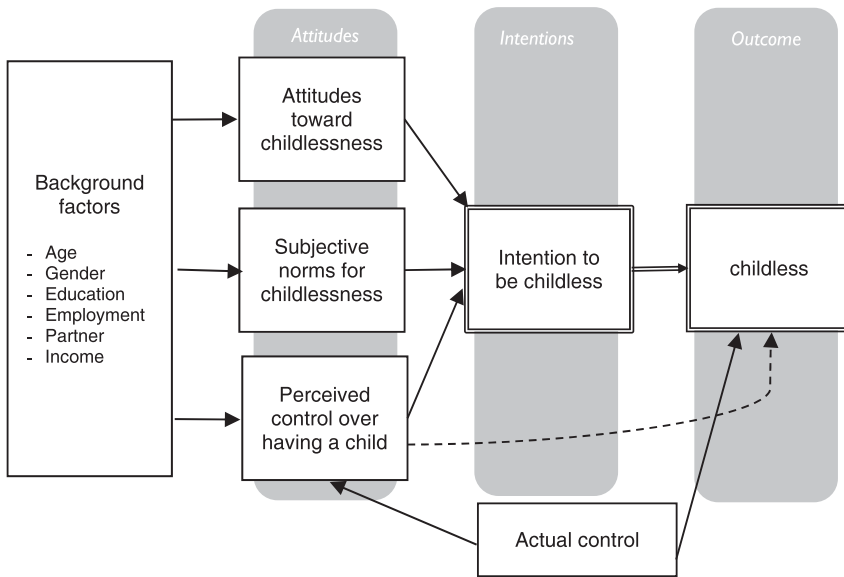 Attitudes
Intentions
Outcome
Background
factors
- Age
- Gender
- Education
- Employment
- Partner
- Income
Attitudes
toward
childlessness
Subjective
norms for
childlessness
Perceived
control over
having a child
Intention to
be childless
childless
Actual control